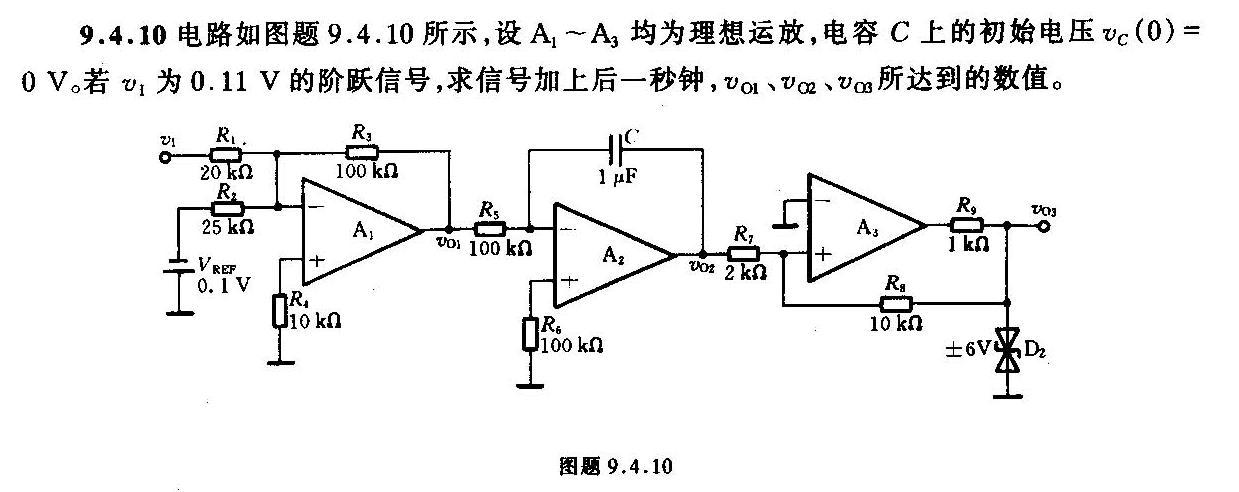 9.4.10 电路如图题 9.4.10 所示,设 A₁～A₃ 均为理想运放,电容 C 上的初始电压 v_C(0)=
0 V。若 v_I 为 0.11 V 的阶跃信号,求信号加上后一秒钟, v_O1、v_O2、v_O3 所达到的数值。
v_I
R₁
20 kΩ
R₂
25 kΩ
V_REF
0.1 V
R₃
100 kΩ
−
A₁
+
R₄
10 kΩ
v_O1
R₅
100 kΩ
C
1 μF
−
A₂
+
R₆
100 kΩ
v_O2
R₇
2 kΩ
−
A₃
+
R₈
10 kΩ
R₉
1 kΩ
v_O3
±6V
D₂
图题 9.4.10